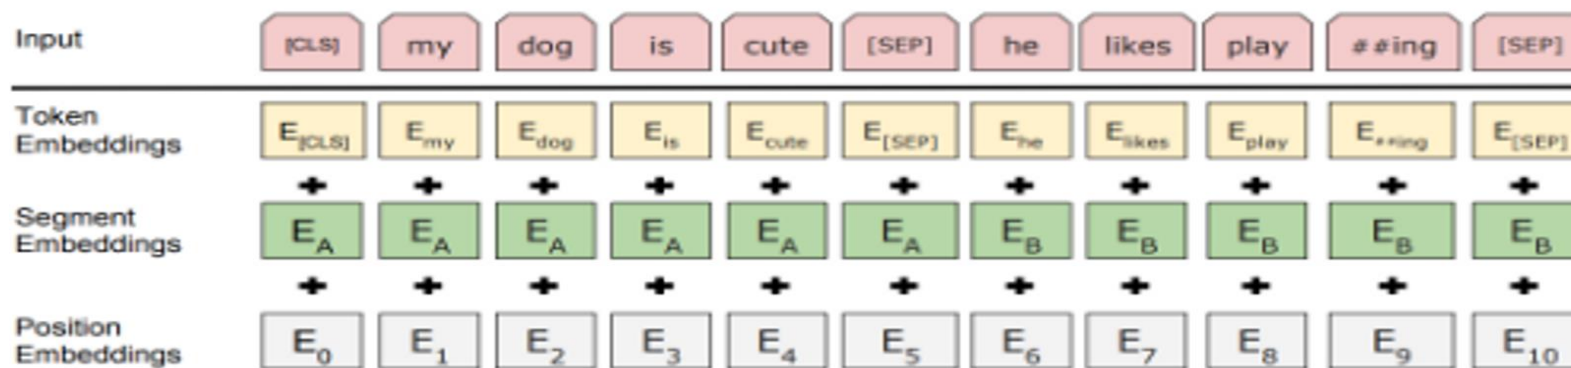 Input [CLS] my dog is cute [SEP] he likes play ##ing [SEP]
Token Embeddings E[CLS] Emy Edog Eis Ecute E[SEP] Ehe Elikes Eplay E##ing E[SEP]
+ + + + + + + + + + +
Segment Embeddings EA EA EA EA EA EA EB EB EB EB EB
+ + + + + + + + + + +
Position Embeddings E0 E1 E2 E3 E4 E5 E6 E7 E8 E9 E10